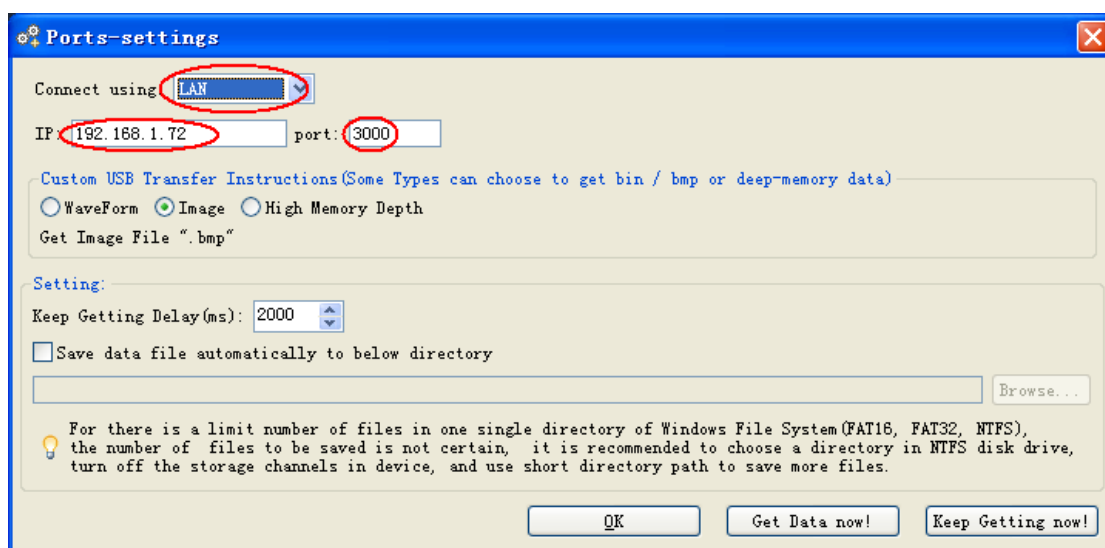 Ports-settings
Connect using LAN
IP: 192.168.1.72 port: 3000
Custom USB Transfer Instructions(Some Types can choose to get bin / bmp or deep-memory data)
WaveForm Image High Memory Depth
Get Image File ".bmp"
Setting:
Keep Getting Delay(ms): 2000
Save data file automatically to below directory
Browse...
For there is a limit number of files in one single directory of Windows File System(FAT16, FAT32, NTFS),
the number of files to be saved is not certain, it is recommended to choose a directory in NTFS disk drive,
turn off the storage channels in device, and use short directory path to save more files.
OK Get Data now! Keep Getting now!